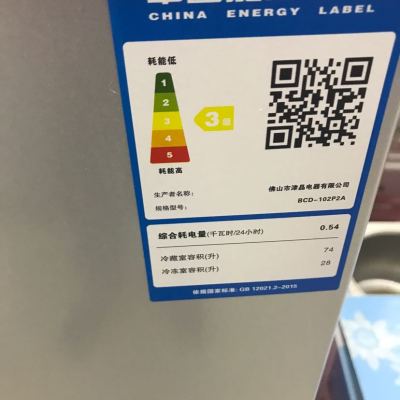 CHINA ENERGY LABEL
耗能低
1
2
3
4
5
3级
耗能高
生产者名称: 佛山市津晶电器有限公司
规格型号: BCD-102P2A
综合耗电量(千瓦时/24小时) 0.54
冷藏室容积(升) 74
冷冻室容积(升) 28
依据国家标准: GB 12021.2-2015